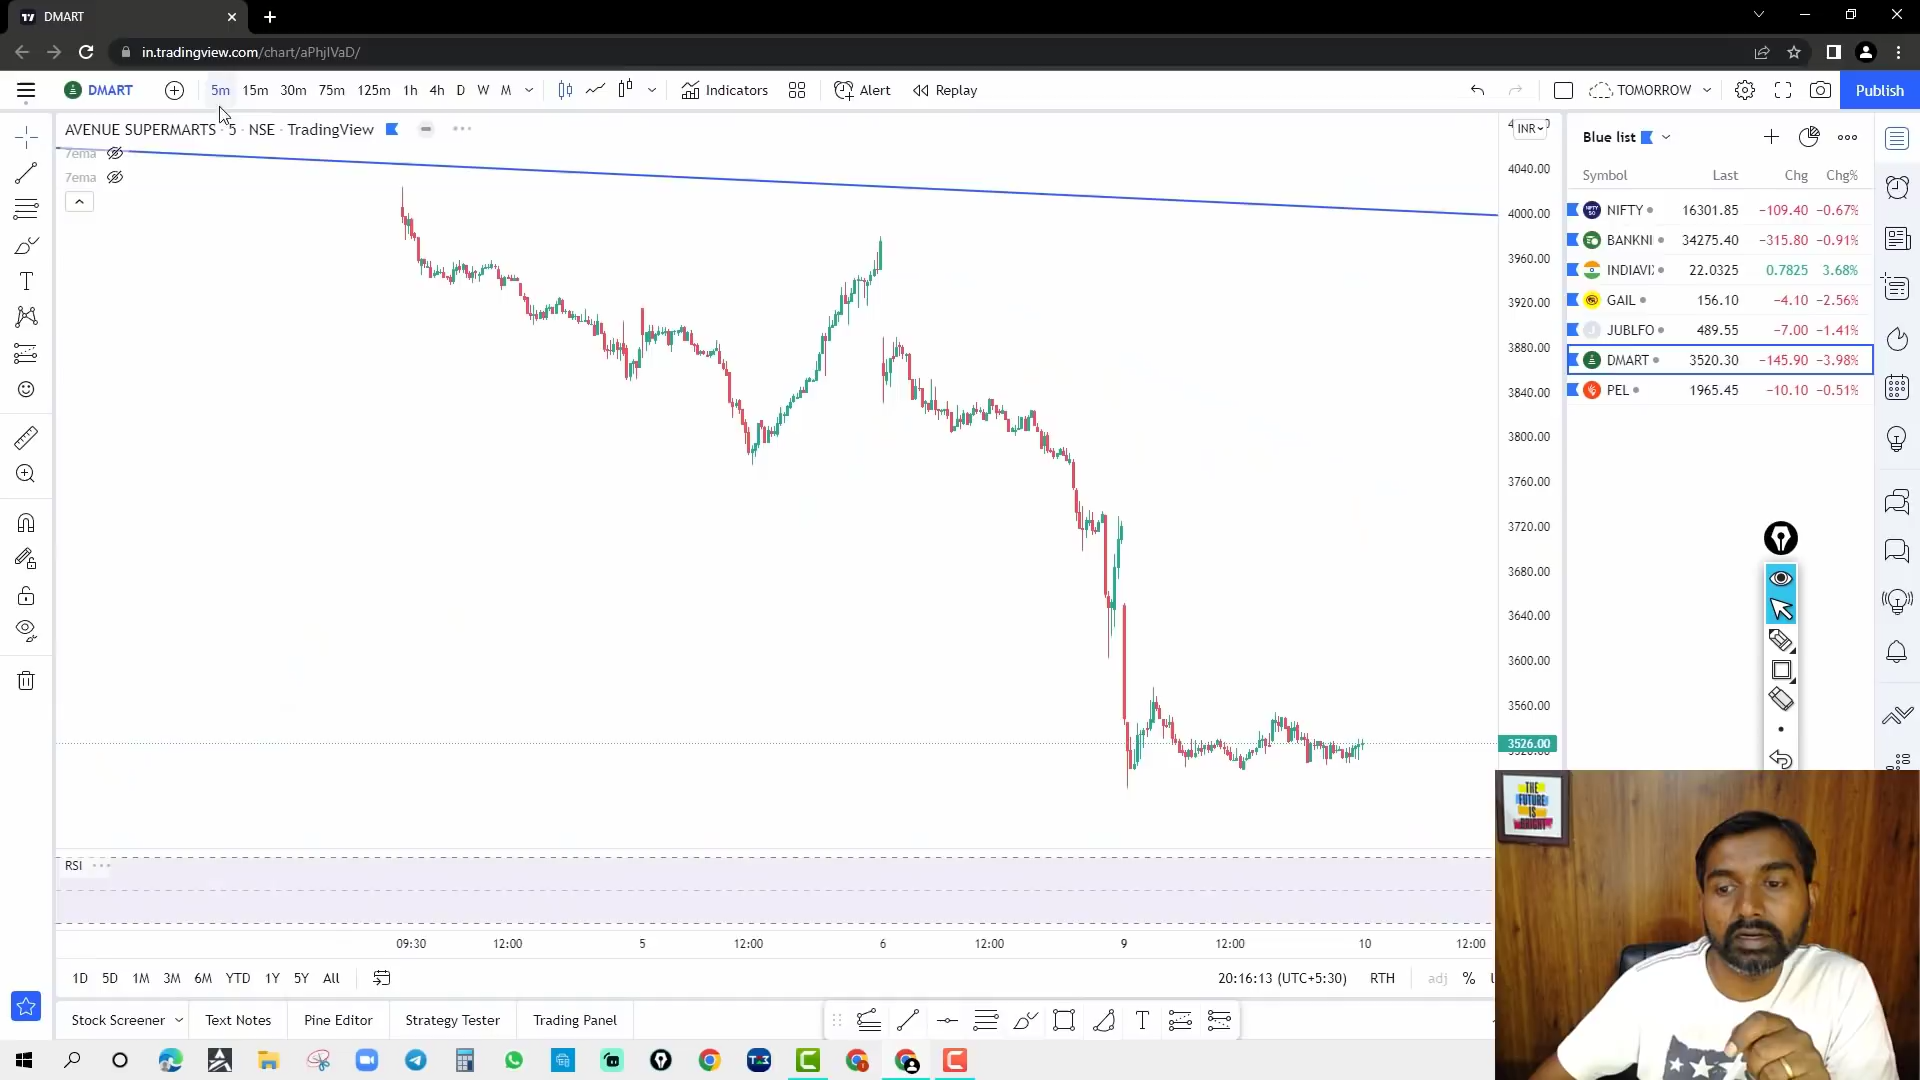 DMART
in.tradingview.com/chart/aPhjlVaD/
DMART 5m 15m 30m 75m 125m 1h 4h D W M Indicators Alert Replay TOMORROW Publish
AVENUE SUPERMARTS · 5 · NSE · TradingView
7ema
7ema
INR
4040.00
4000.00
3960.00
3920.00
3880.00
3840.00
3800.00
3760.00
3720.00
3680.00
3640.00
3600.00
3560.00
3526.00
Blue list
Symbol Last Chg Chg%
NIFTY 16301.85 −109.40 −0.67%
BANKNI 34275.40 −315.80 −0.91%
INDIAVI 22.0325 0.7825 3.68%
GAIL 156.10 −4.10 −2.56%
JUBLFO 489.55 −7.00 −1.41%
DMART 3520.30 −145.90 −3.98%
PEL 1965.45 −10.10 −0.51%
RSI
09:30 12:00 5 12:00 6 12:00 9 12:00 10 12:00
1D 5D 1M 3M 6M YTD 1Y 5Y All 20:16:13 (UTC+5:30) RTH adj %
Stock Screener Text Notes Pine Editor Strategy Tester Trading Panel
THE
FUTURE
IS
BRIGHT